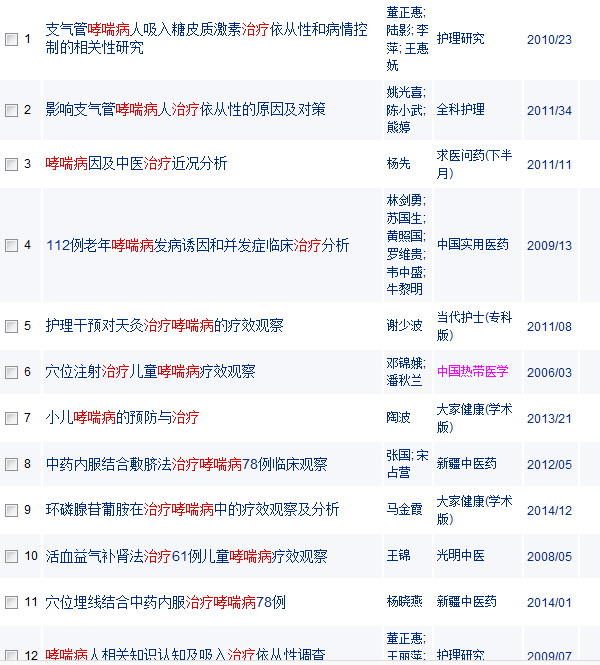 1 支气管哮喘病人吸入糖皮质激素治疗依从性和病情控制的相关性研究 董正惠; 陆影; 李萍; 王惠妩 护理研究 2010/23
2 影响支气管哮喘病人治疗依从性的原因及对策 姚光喜; 陈小武; 熊婷 全科护理 2011/34
3 哮喘病因及中医治疗近况分析 杨先 求医问药(下半月) 2011/11
4 112例老年哮喘病发病诱因和并发症临床治疗分析 林剑勇; 苏国生; 黄照国; 罗维贵; 韦中盛; 牛黎明 中国实用医药 2009/13
5 护理干预对天灸治疗哮喘病的疗效观察 谢少波 当代护士(专科版) 2011/08
6 穴位注射治疗儿童哮喘病疗效观察 邓锦娥; 潘秋兰 中国热带医学 2006/03
7 小儿哮喘病的预防与治疗 陶波 大家健康(学术版) 2013/21
8 中药内服结合敷脐法治疗哮喘病78例临床观察 张国; 宋占营 新疆中医药 2012/05
9 环磷腺苷葡胺在治疗哮喘病中的疗效观察及分析 马金霞 大家健康(学术版) 2014/12
10 活血益气补肾法治疗61例儿童哮喘病疗效观察 王锦 光明中医 2008/05
11 穴位埋线结合中药内服治疗哮喘病78例 杨晓燕 新疆中医药 2014/01
12 哮喘病人相关知识认知及吸入治疗依从性调查 董正惠; 王丽萍; 护理研究 2009/07